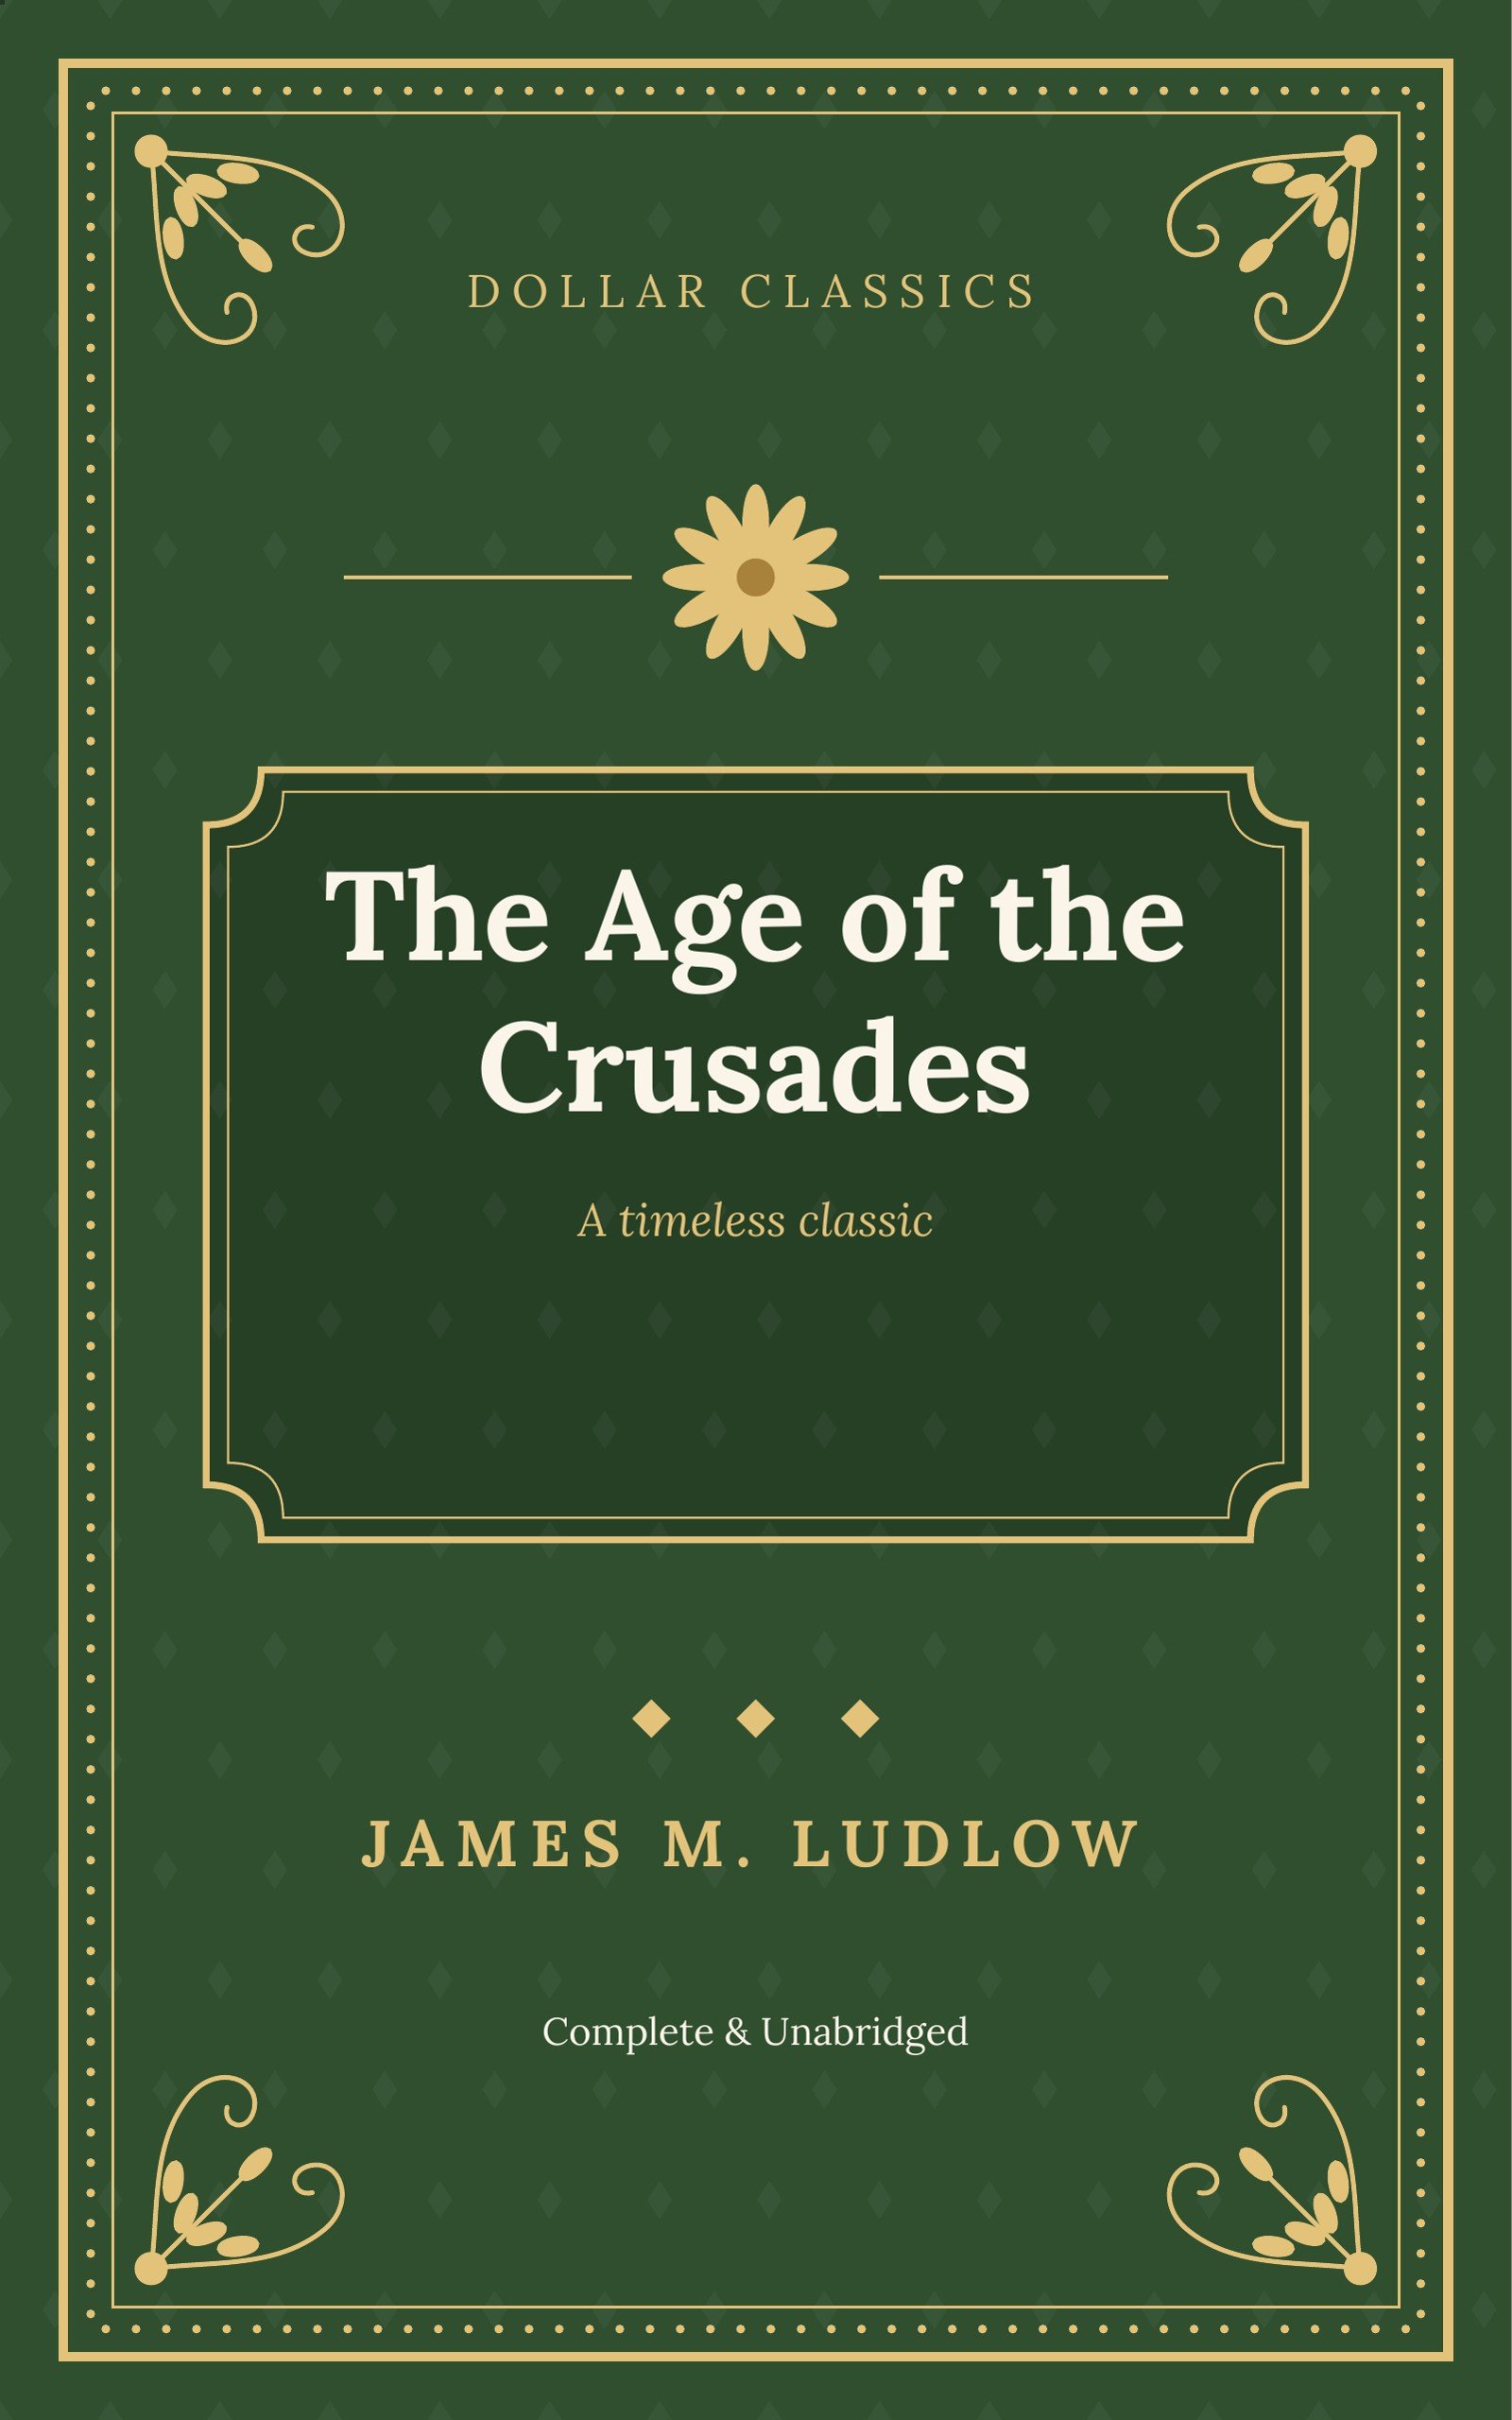 DOLLAR CLASSICS
The Age of the
Crusades
A timeless classic
JAMES M. LUDLOW
Complete & Unabridged